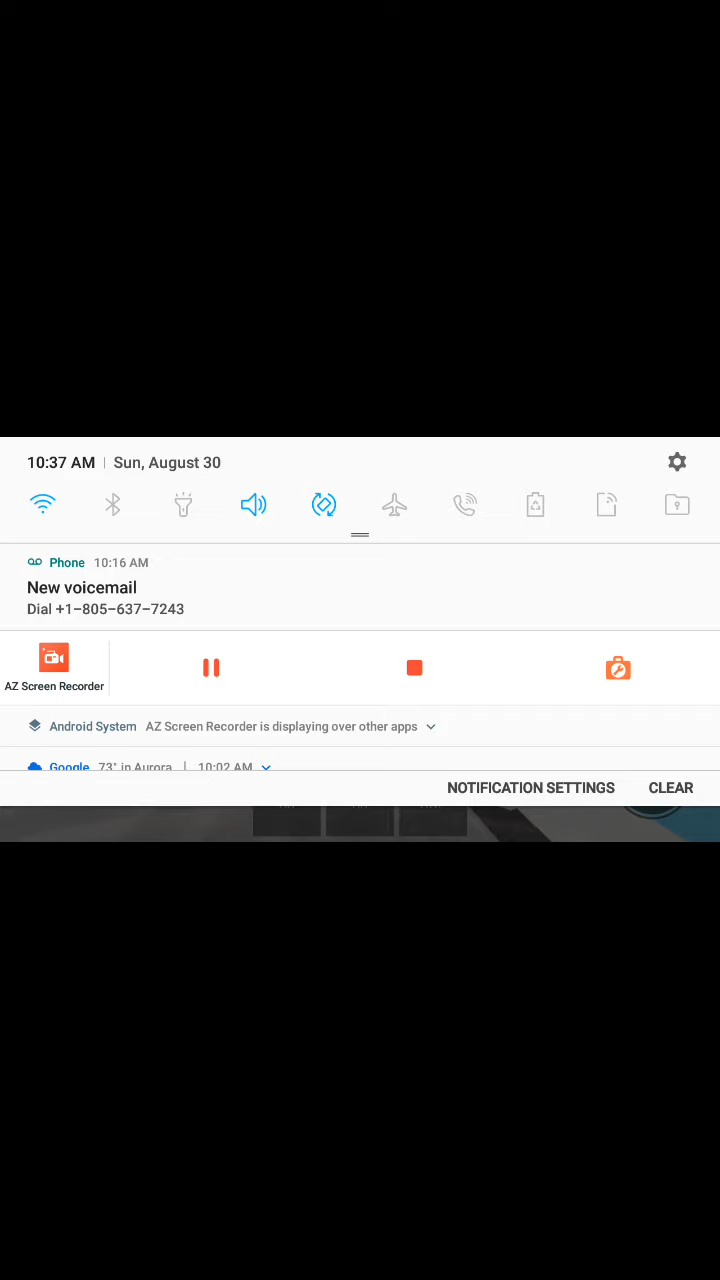 10:37 AM | Sun, August 30
Phone 10:16 AM
New voicemail
Dial +1-805-637-7243
AZ Screen Recorder
Android System AZ Screen Recorder is displaying over other apps
Google 73° in Aurora | 10:02 AM
NOTIFICATION SETTINGS CLEAR